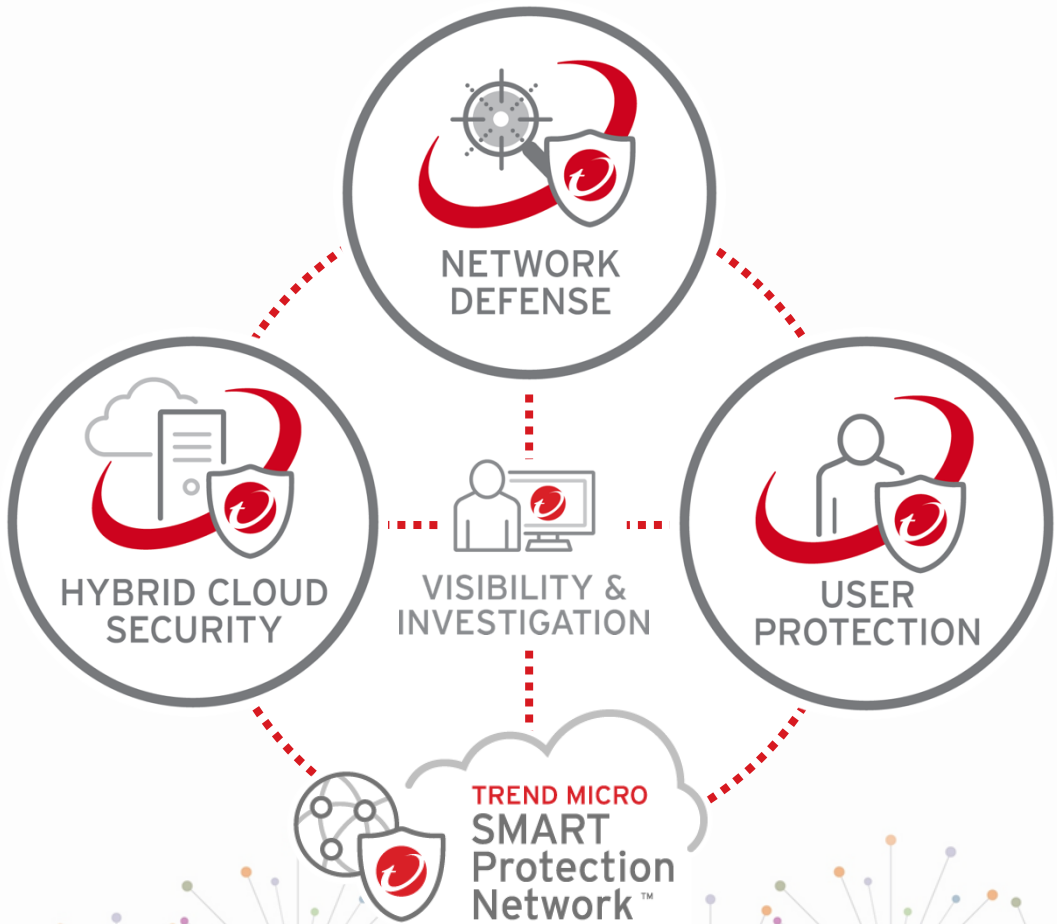 NETWORK
DEFENSE
HYBRID CLOUD
SECURITY
VISIBILITY &
INVESTIGATION
USER
PROTECTION
TREND MICRO
SMART
Protection
Network™